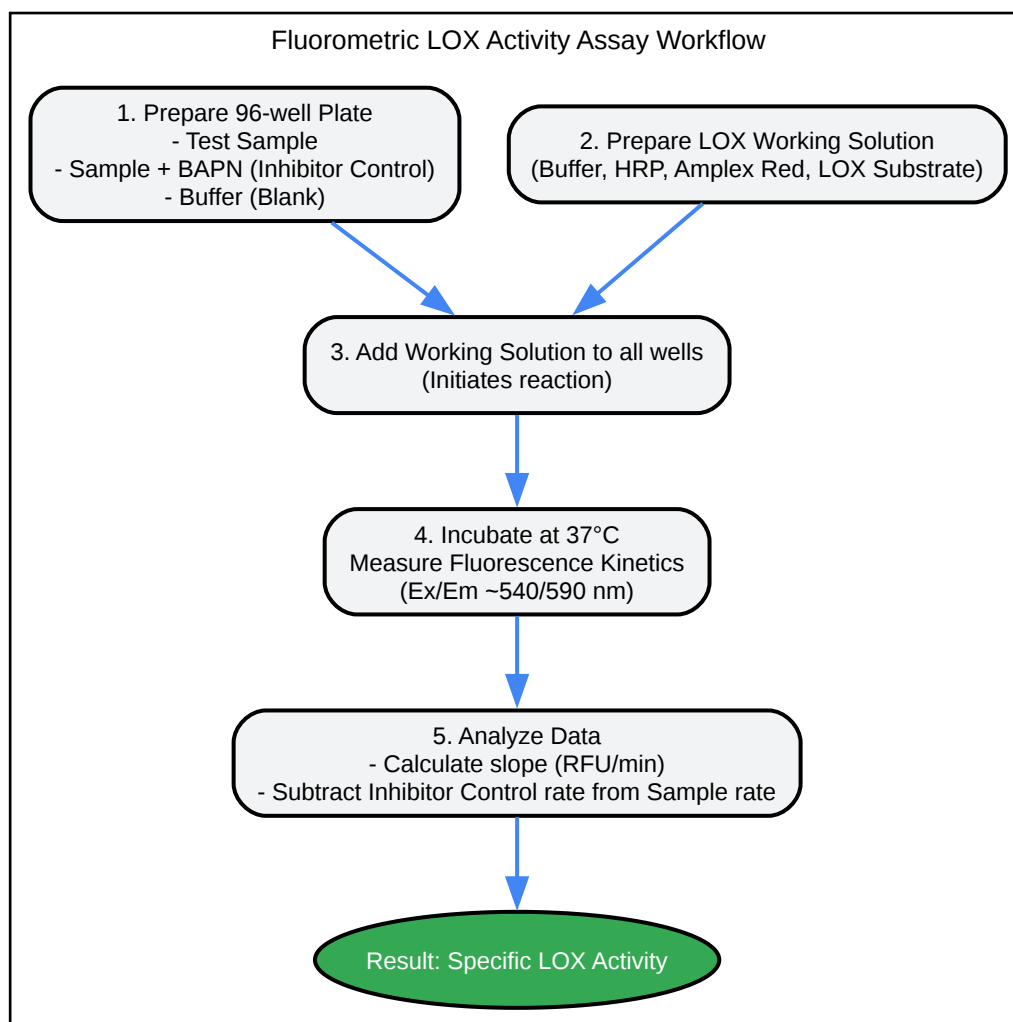 Fluorometric LOX Activity Assay Workflow
1. Prepare 96-well Plate
- Test Sample
- Sample + BAPN (Inhibitor Control)
- Buffer (Blank)
2. Prepare LOX Working Solution
(Buffer, HRP, Amplex Red, LOX Substrate)
3. Add Working Solution to all wells
(Initiates reaction)
4. Incubate at 37°C
Measure Fluorescence Kinetics
(Ex/Em ~540/590 nm)
5. Analyze Data
- Calculate slope (RFU/min)
- Subtract Inhibitor Control rate from Sample rate
Result: Specific LOX Activity